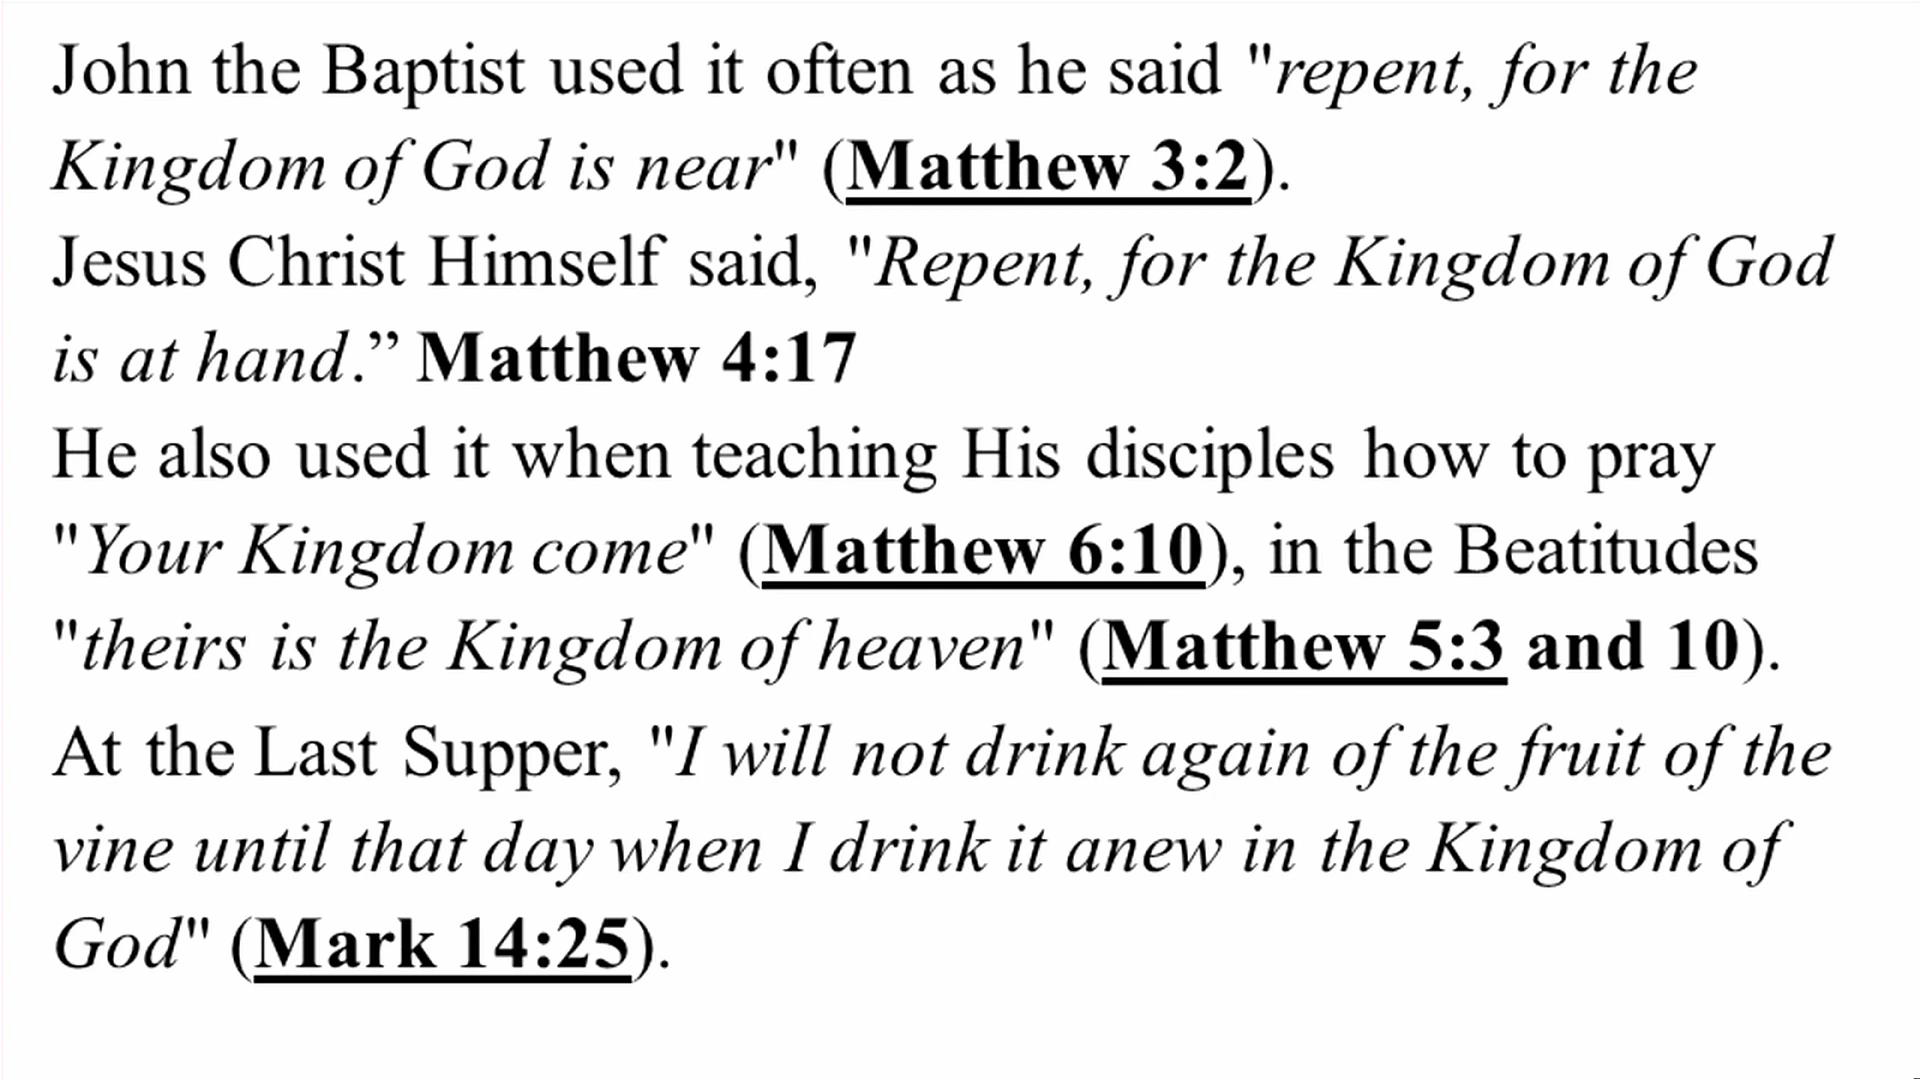 John the Baptist used it often as he said "repent, for the
Kingdom of God is near" (Matthew 3:2).
Jesus Christ Himself said, "Repent, for the Kingdom of God
is at hand.” Matthew 4:17
He also used it when teaching His disciples how to pray
"Your Kingdom come" (Matthew 6:10), in the Beatitudes
"theirs is the Kingdom of heaven" (Matthew 5:3 and 10).
At the Last Supper, "I will not drink again of the fruit of the
vine until that day when I drink it anew in the Kingdom of
God" (Mark 14:25).